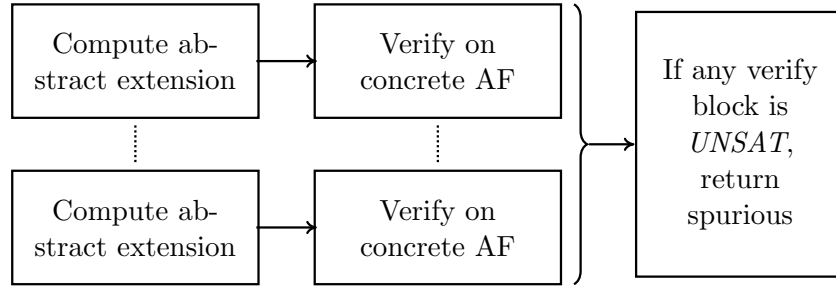 Compute ab-
stract extension
Verify on
concrete AF
Compute ab-
stract extension
Verify on
concrete AF
If any verify
block is
UNSAT,
return
spurious